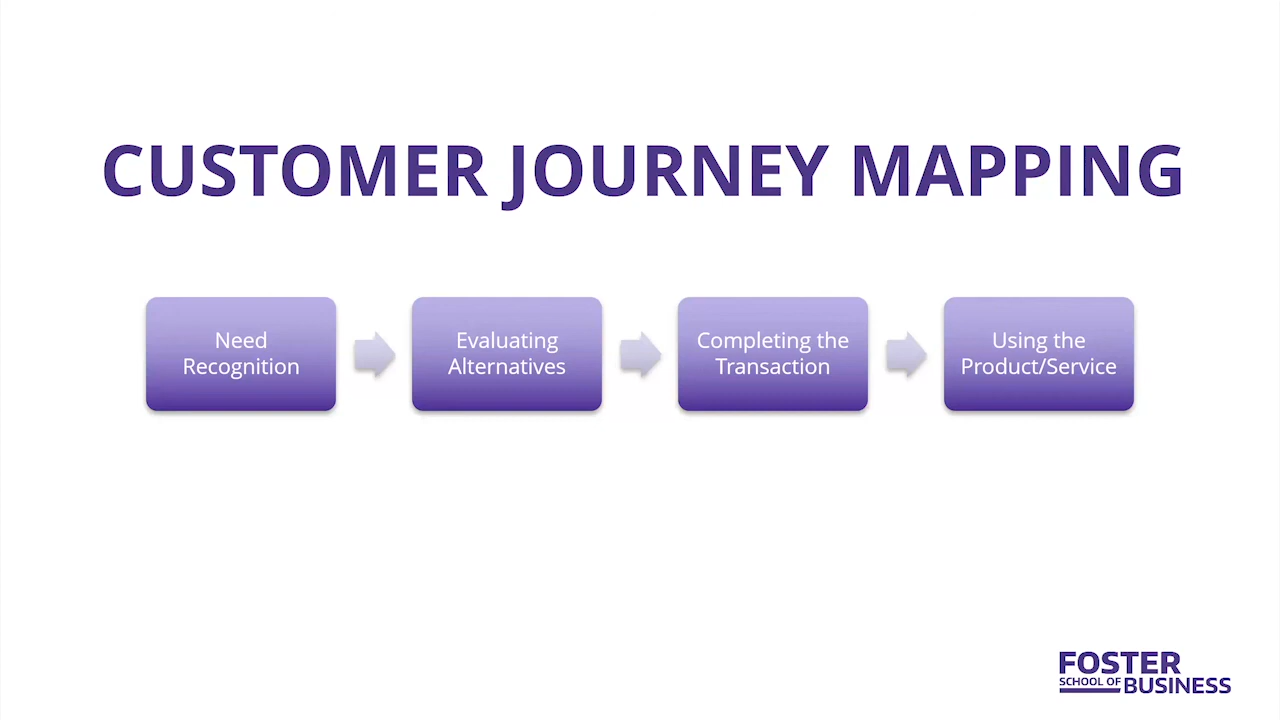 CUSTOMER JOURNEY MAPPING
Need
Recognition
Evaluating
Alternatives
Completing the
Transaction
Using the
Product/Service
FOSTER
SCHOOL OF BUSINESS